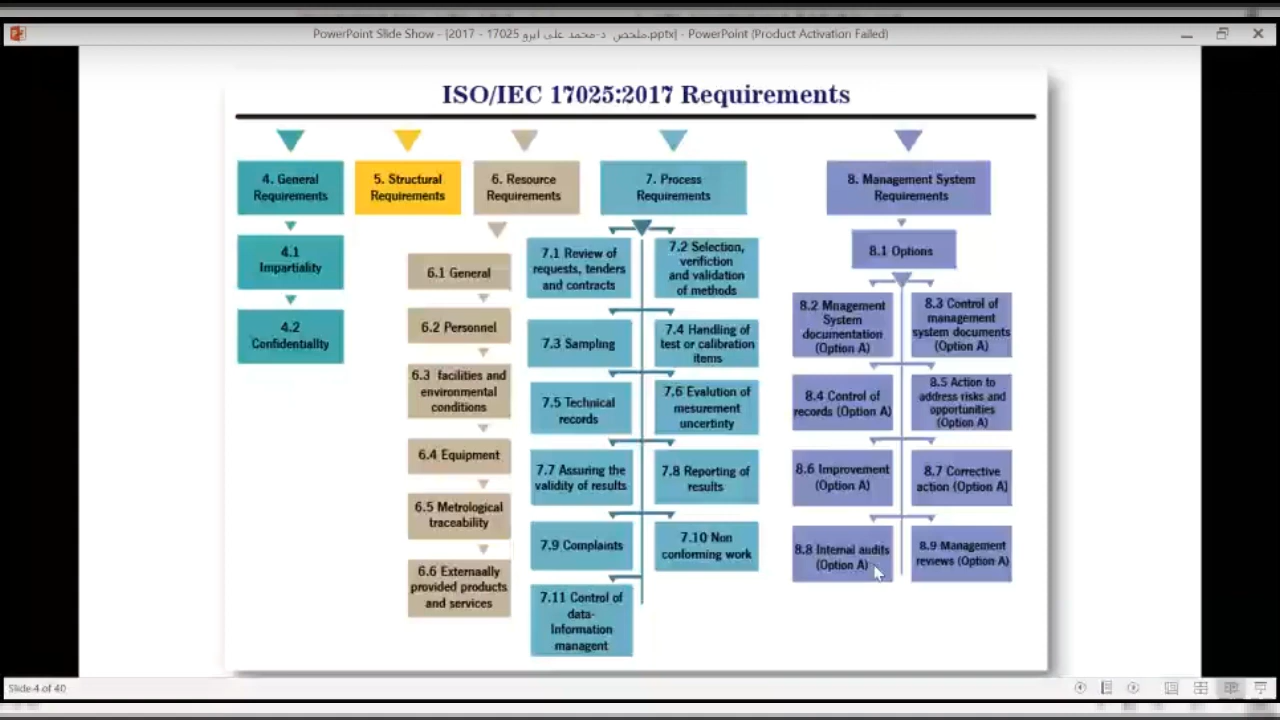 PowerPoint Slide Show - [2017 - 17025 ملخص د-محمد على ابرو.pptx] - PowerPoint (Product Activation Failed)
ISO/IEC 17025:2017 Requirements
4. General
Requirements
4.1
Impartiality
4.2
Confidentiality
5. Structural
Requirements
6. Resource
Requirements
6.1 General
6.2 Personnel
6.3 facilities and
environmental
conditions
6.4 Equipment
6.5 Metrological
traceability
6.6 Externaally
provided products
and services
7. Process
Requirements
7.1 Review of
requests, tenders
and contracts
7.2 Selection,
verifiction
and validation
of methods
7.3 Sampling
7.4 Handling of
test or calibration
items
7.5 Technical
records
7.6 Evalution of
mesurement
uncertinty
7.7 Assuring the
validity of results
7.8 Reporting of
results
7.9 Complaints
7.10 Non
conforming work
7.11 Control of
data-
Information
managent
8. Management System
Requirements
8.1 Options
8.2 Mnagement
System
documentation
(Option A)
8.3 Control of
management
system documents
(Option A)
8.4 Control of
records (Option A)
8.5 Action to
address risks and
opportunities
(Option A)
8.6 Improvement
(Option A)
8.7 Corrective
action (Option A)
8.8 Internal audits
(Option A)
8.9 Management
reviews (Option A)
Slide 4 of 40